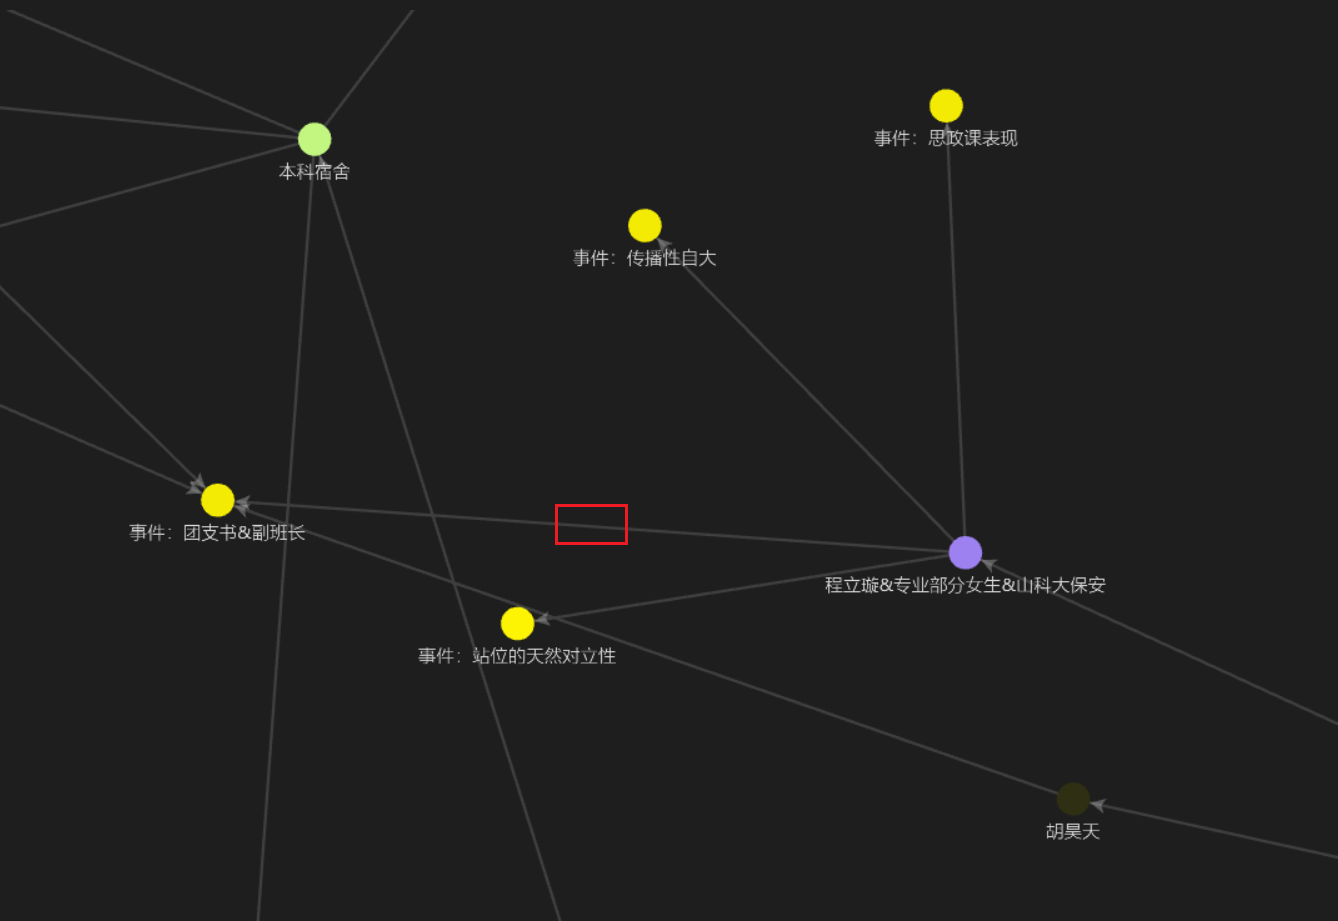 事件：思政课表现
本科宿舍
事件：传播性自大
事件：团支书&副班长
程立璇&专业部分女生&山科大保安
事件：站位的天然对立性
胡昊天